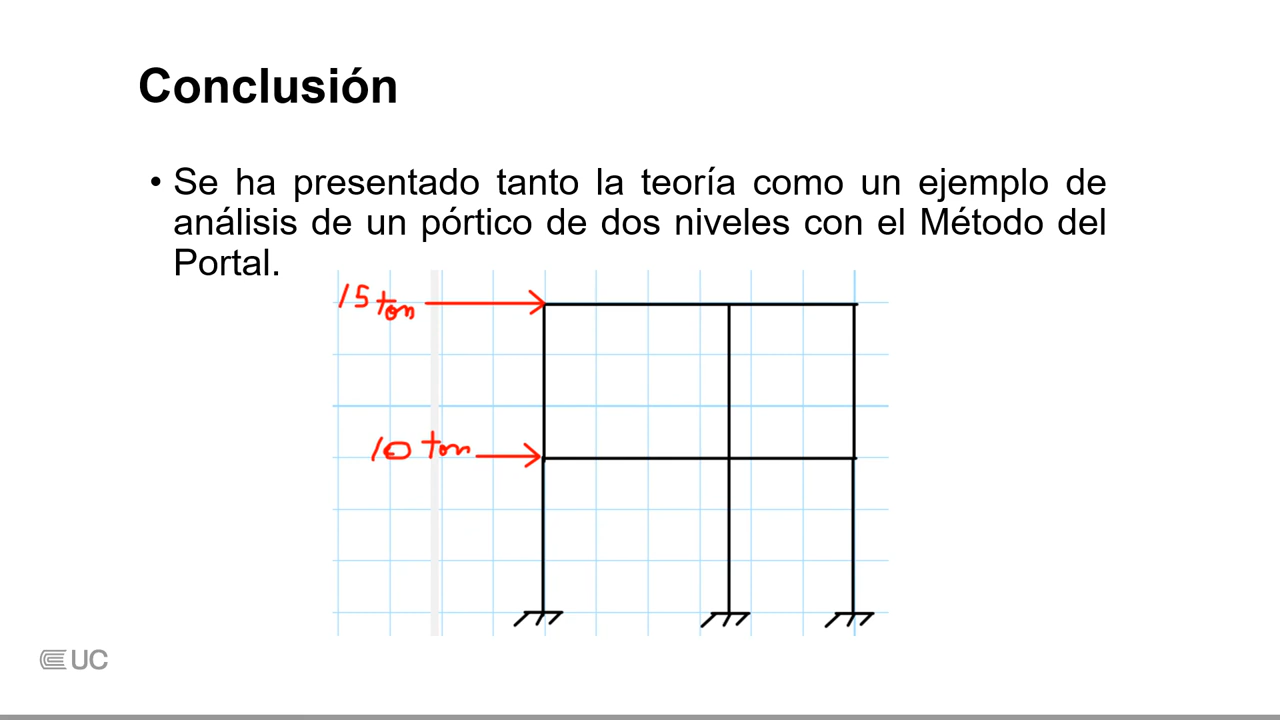 Conclusión
• Se ha presentado tanto la teoría como un ejemplo de
análisis de un pórtico de dos niveles con el Método del
Portal.
15 ton
10 ton
UC